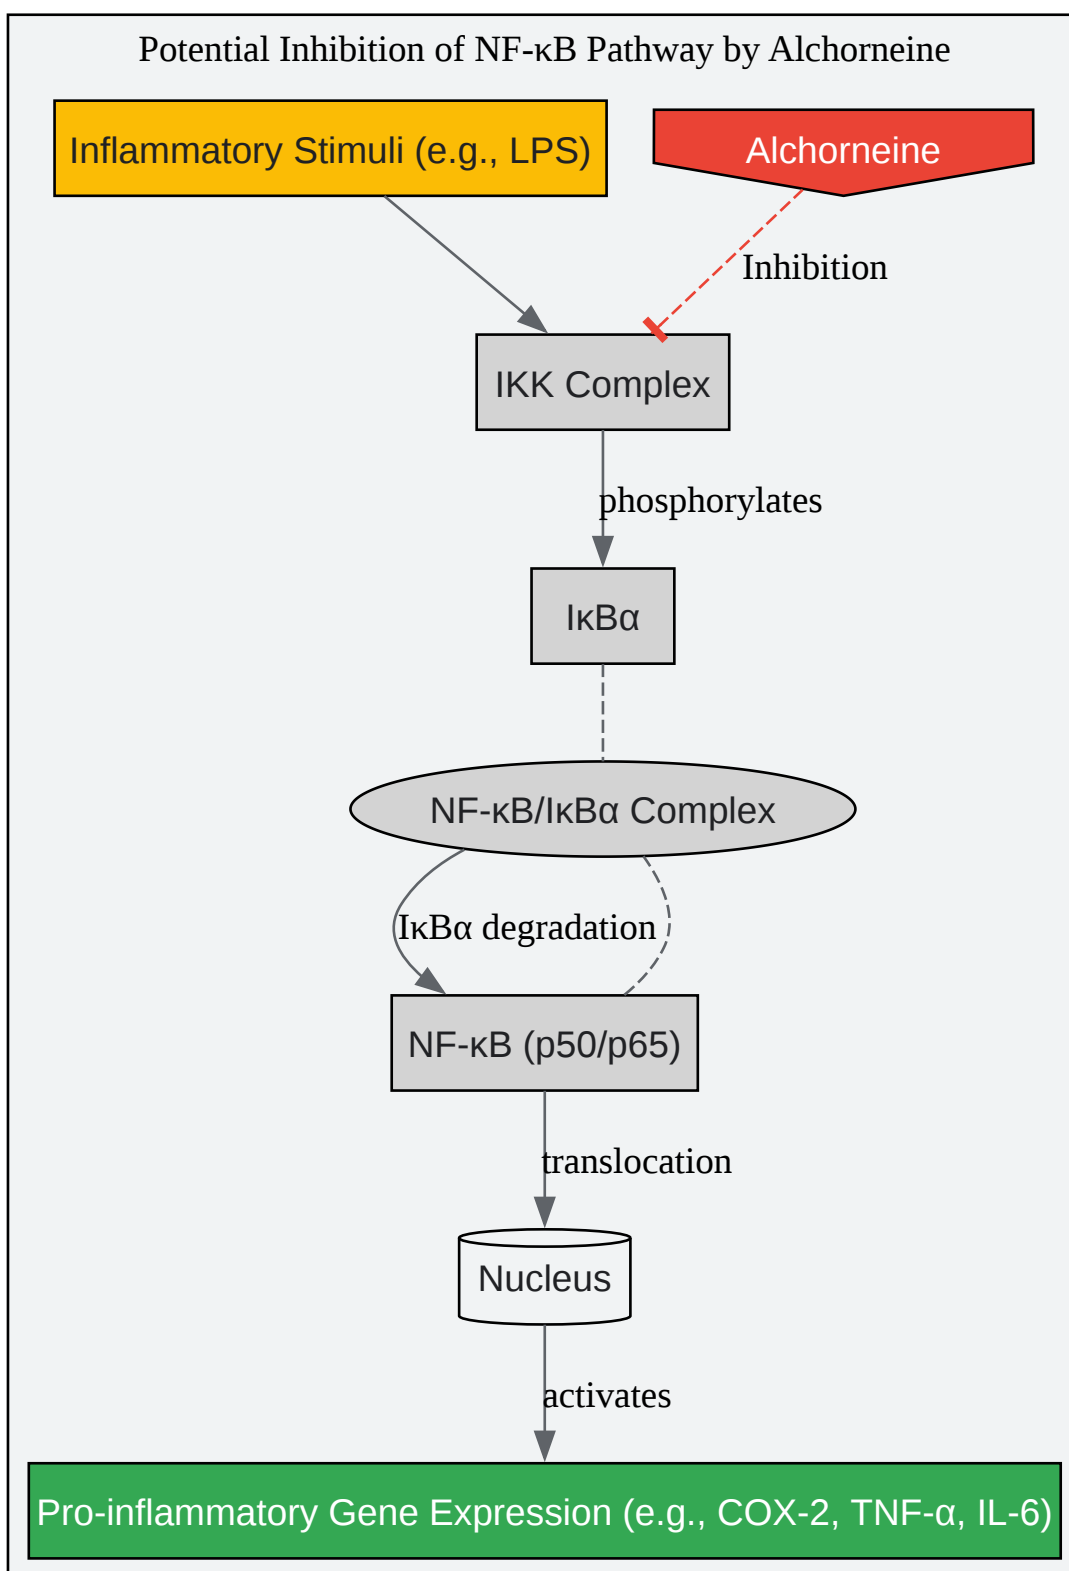 Potential Inhibition of NF-κB Pathway by Alchorneine
Inflammatory Stimuli (e.g., LPS)
Alchorneine
Inhibition
IKK Complex
phosphorylates
IκBα
NF-κB/IκBα Complex
IκBα degradation
NF-κB (p50/p65)
translocation
Nucleus
activates
Pro-inflammatory Gene Expression (e.g., COX-2, TNF-α, IL-6)